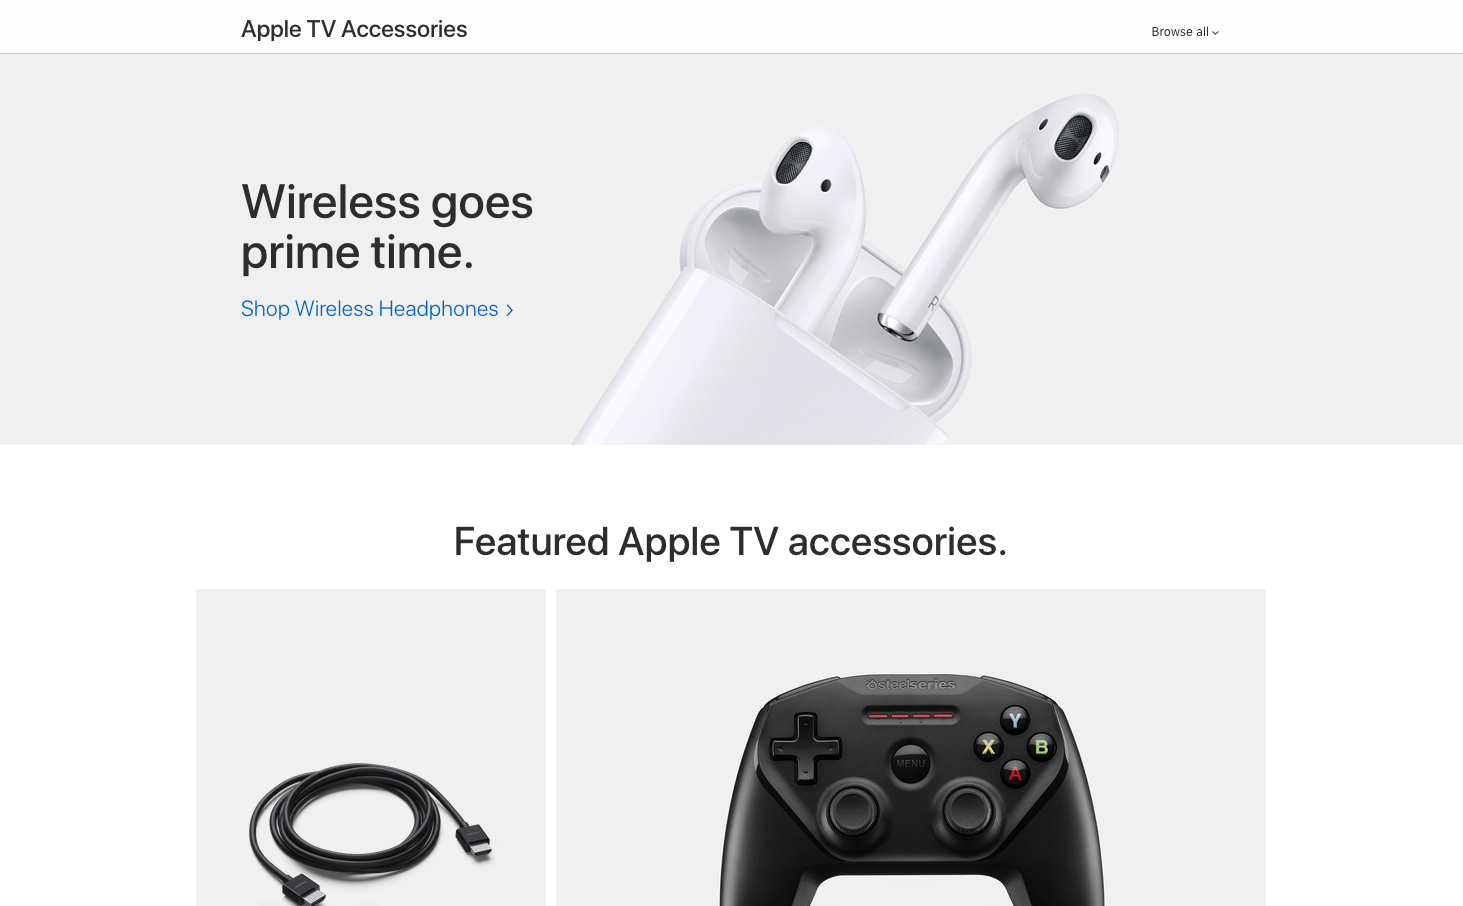 Apple TV Accessories
Browse all
Wireless goes
prime time.
Shop Wireless Headphones
R
Featured Apple TV accessories.
steelseries
MENU
Y
X
B
A